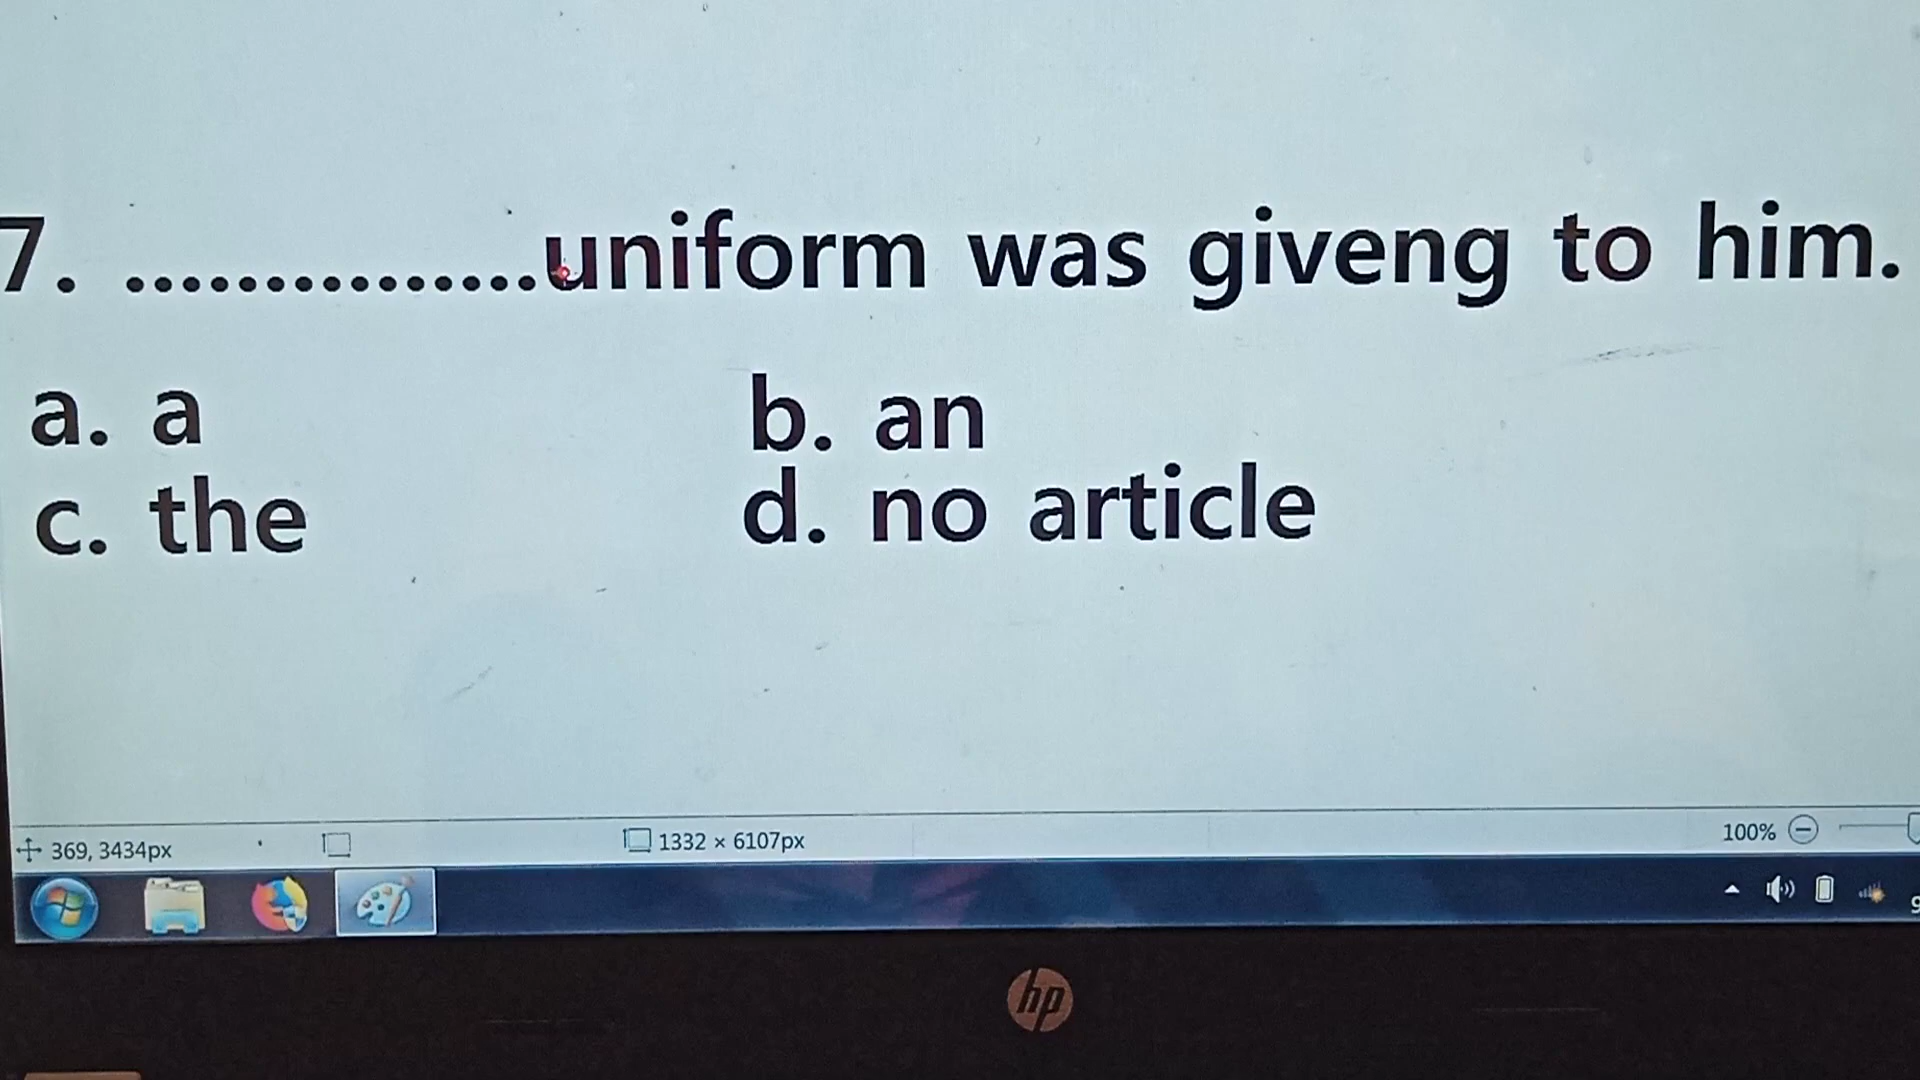 7. ...............uniform was giveng to him.
a. a b. an
c. the d. no article
369, 3434px 1332 × 6107px 100%
hp